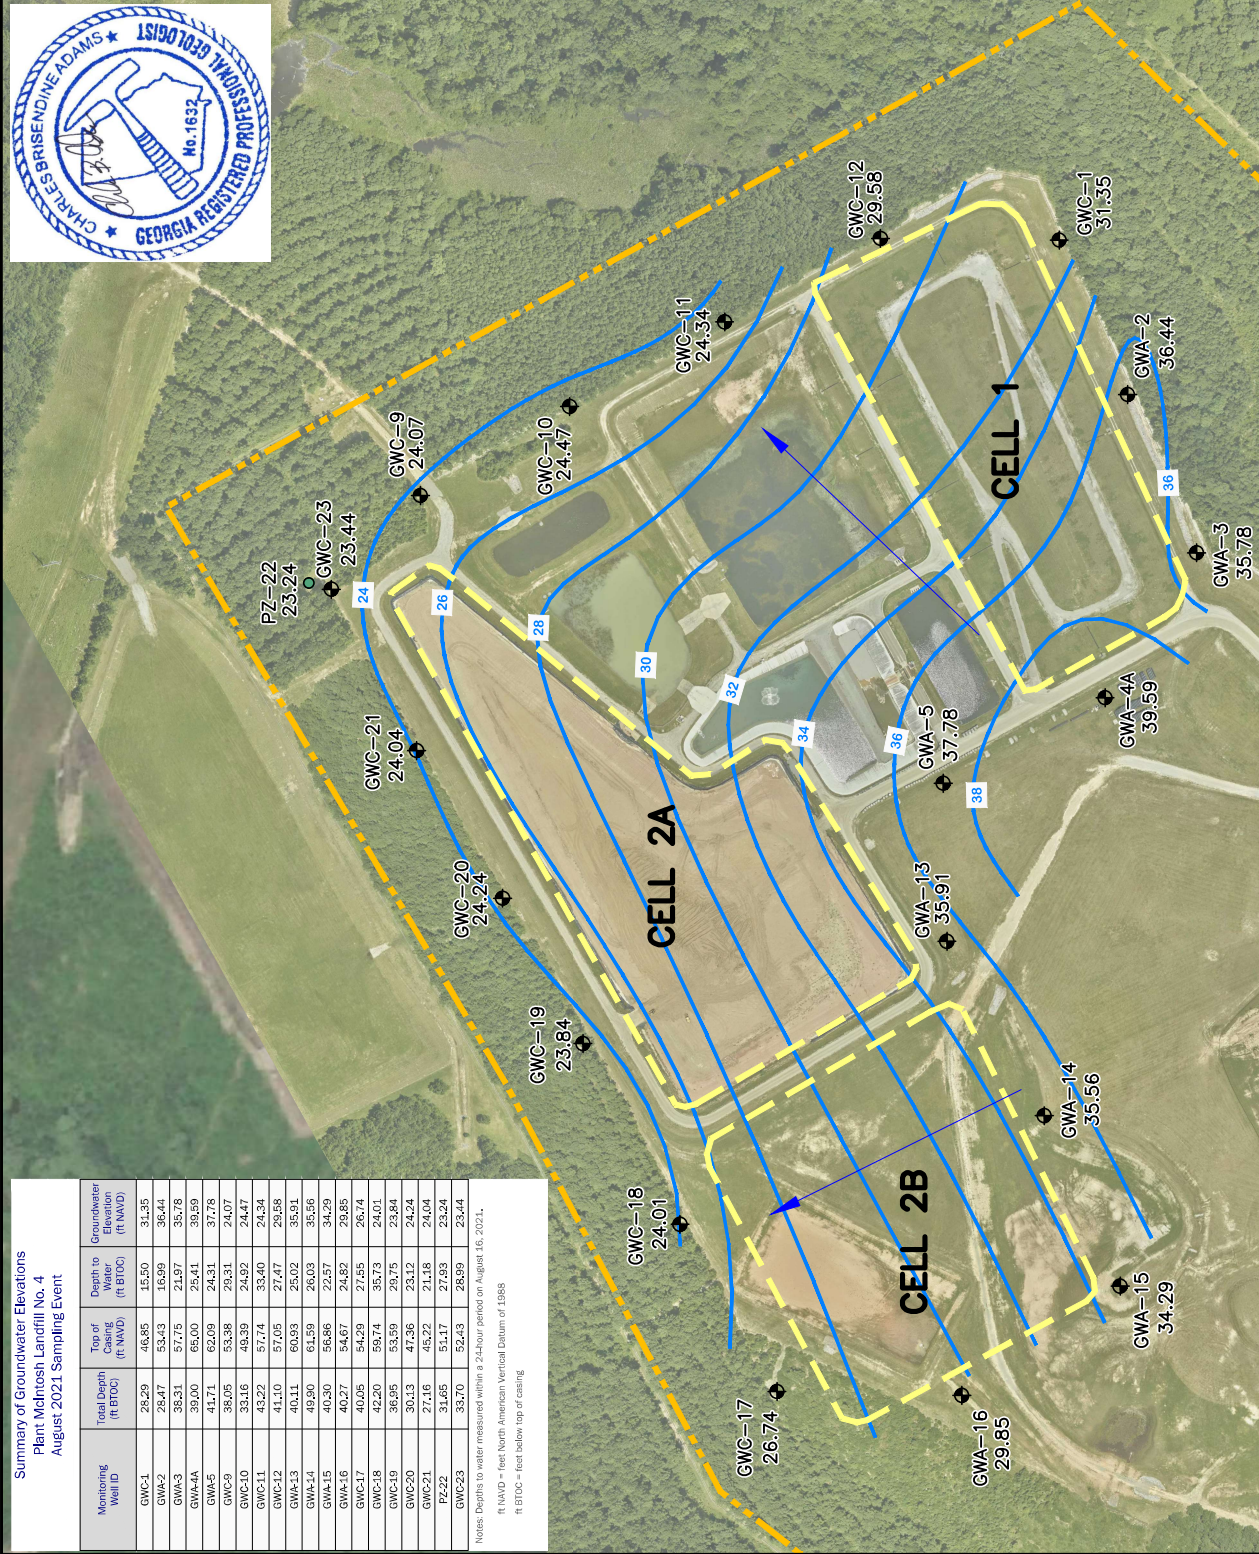 CHARLES BRISENDINE ADAMS
GEORGIA REGISTERED PROFESSIONAL GEOLOGIST
No.1632
Summary of Groundwater Elevations
Plant McIntosh Landfill No. 4
August 2021 Sampling Event
Monitoring Well ID Total Depth (ft BTOC) Top of Casing (ft NAVD) Depth to Water (ft BTOC) Groundwater Elevation (ft NAVD)
GWC-1 28.29 46.85 15.50 31.35
GWA-2 28.47 53.43 16.99 36.44
GWA-3 38.31 57.75 21.97 35.78
GWA-4A 39.00 65.00 25.41 39.59
GWA-5 41.71 62.09 24.31 37.78
GWC-9 38.05 53.38 29.31 24.07
GWC-10 33.16 49.39 24.92 24.47
GWC-11 43.22 57.74 33.40 24.34
GWC-12 41.10 57.05 27.47 29.58
GWA-13 40.11 60.93 25.02 35.91
GWA-14 49.90 61.59 26.03 35.56
GWA-15 40.30 56.86 22.57 34.29
GWA-16 40.27 54.67 24.82 29.85
GWC-17 40.05 54.29 27.55 26.74
GWC-18 42.20 59.74 35.73 24.01
GWC-19 36.95 53.59 29.75 23.84
GWC-20 30.13 47.36 23.12 24.24
GWC-21 27.16 45.22 21.18 24.04
PZ-22 31.65 51.17 27.93 23.24
GWC-23 33.70 52.43 28.99 23.44
Notes: Depths to water measured within a 24-hour period on August 16, 2021.
ft NAVD = feet North American Vertical Datum of 1988
ft BTOC = feet below top of casing
PZ-22
23.24
GWC-23
23.44
GWC-9
24.07
GWC-10
24.47
GWC-11
24.34
GWC-12
29.58
GWC-1
31.35
GWA-2
36.44
GWA-3
35.78
GWA-4A
39.59
GWA-5
37.78
GWA-13
35.91
GWA-14
35.56
GWA-15
34.29
GWA-16
29.85
GWC-17
26.74
GWC-18
24.01
GWC-19
23.84
GWC-20
24.24
GWC-21
24.04
CELL 1
CELL 2A
CELL 2B
24
26
28
30
32
34
36
38
36